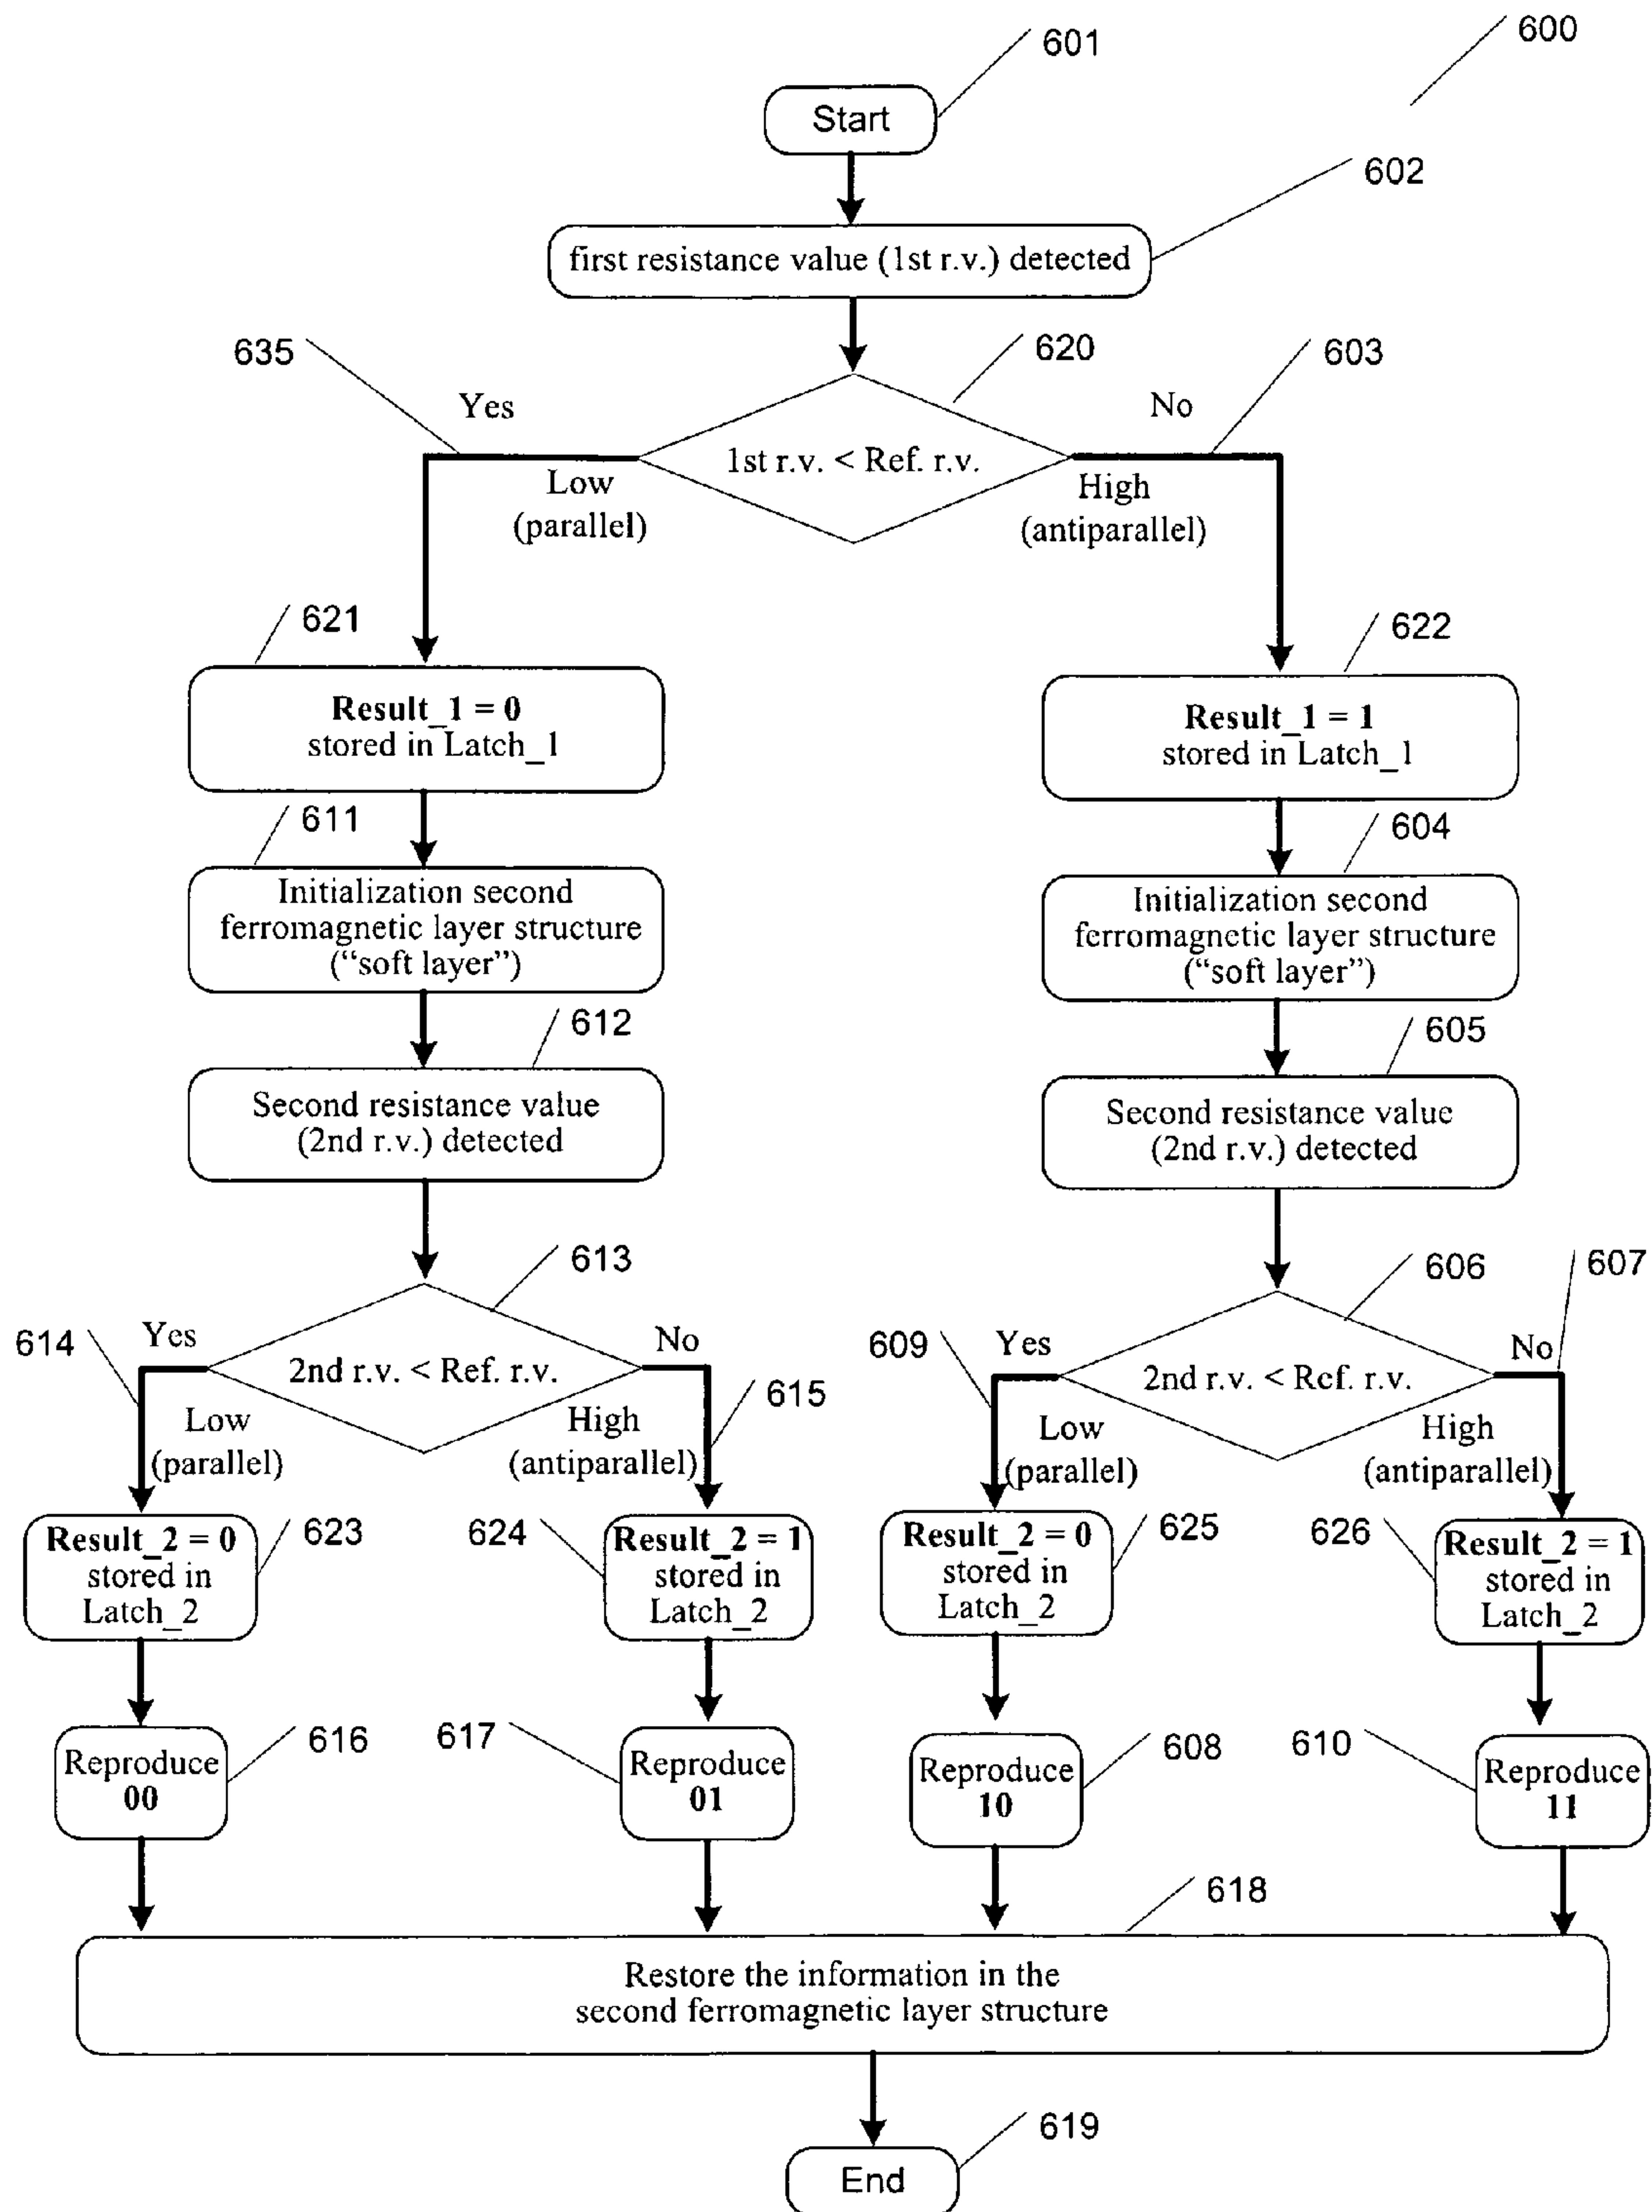 600
601
Start
602
first resistance value (1st r.v.) detected
635
620
603
Yes
No
1st r.v. < Ref. r.v.
Low
(parallel)
High
(antiparallel)
621
622
Result_1 = 0
stored in Latch_1
Result_1 = 1
stored in Latch_1
611
604
Initialization second
ferromagnetic layer structure
(“soft layer”)
Initialization second
ferromagnetic layer structure
(“soft layer”)
612
605
Second resistance value
(2nd r.v.) detected
Second resistance value
(2nd r.v.) detected
613
606
607
614
Yes
No
615
2nd r.v. < Ref. r.v.
Low
(parallel)
High
(antiparallel)
609
Yes
No
2nd r.v. < Ref. r.v.
Low
(parallel)
High
(antiparallel)
Result_2 = 0
stored in
Latch_2
623
624
Result_2 = 1
stored in
Latch_2
Result_2 = 0
stored in
Latch_2
625
626
Result_2 = 1
stored in
Latch_2
Reproduce
00
616
617
Reproduce
01
Reproduce
10
608
610
Reproduce
11
618
Restore the information in the
second ferromagnetic layer structure
619
End